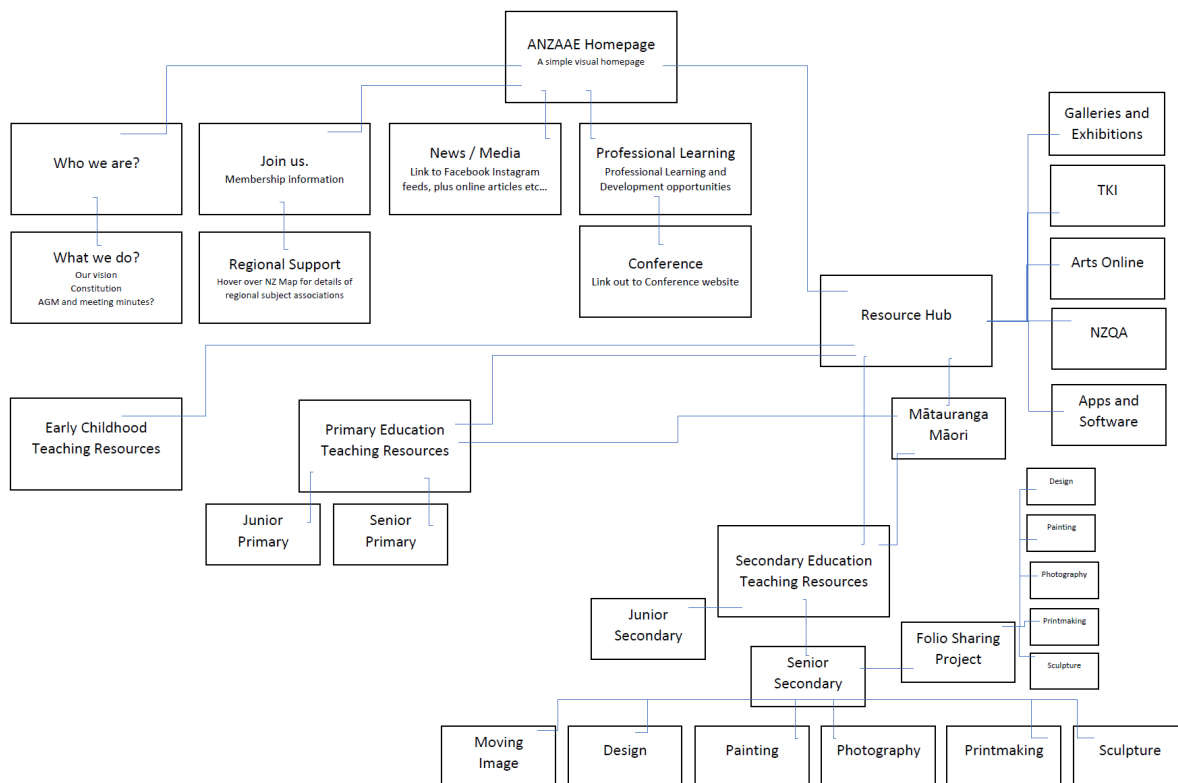 ANZAAE Homepage
A simple visual homepage
Who we are?
Join us.
Membership information
News / Media
Link to Facebook Instagram
feeds, plus online articles etc...
Professional Learning
Professional Learning and
Development opportunities
Galleries and
Exhibitions
TKI
What we do?
Our vision
Constitution
AGM and meeting minutes?
Regional Support
Hover over NZ Map for details of
regional subject associations
Conference
Link out to Conference website
Arts Online
Resource Hub
NZQA
Early Childhood
Teaching Resources
Primary Education
Teaching Resources
Mātauranga
Māori
Apps and
Software
Junior
Primary
Senior
Primary
Design
Painting
Photography
Printmaking
Sculpture
Secondary Education
Teaching Resources
Junior
Secondary
Folio Sharing
Project
Senior
Secondary
Moving
Image
Design
Painting
Photography
Printmaking
Sculpture